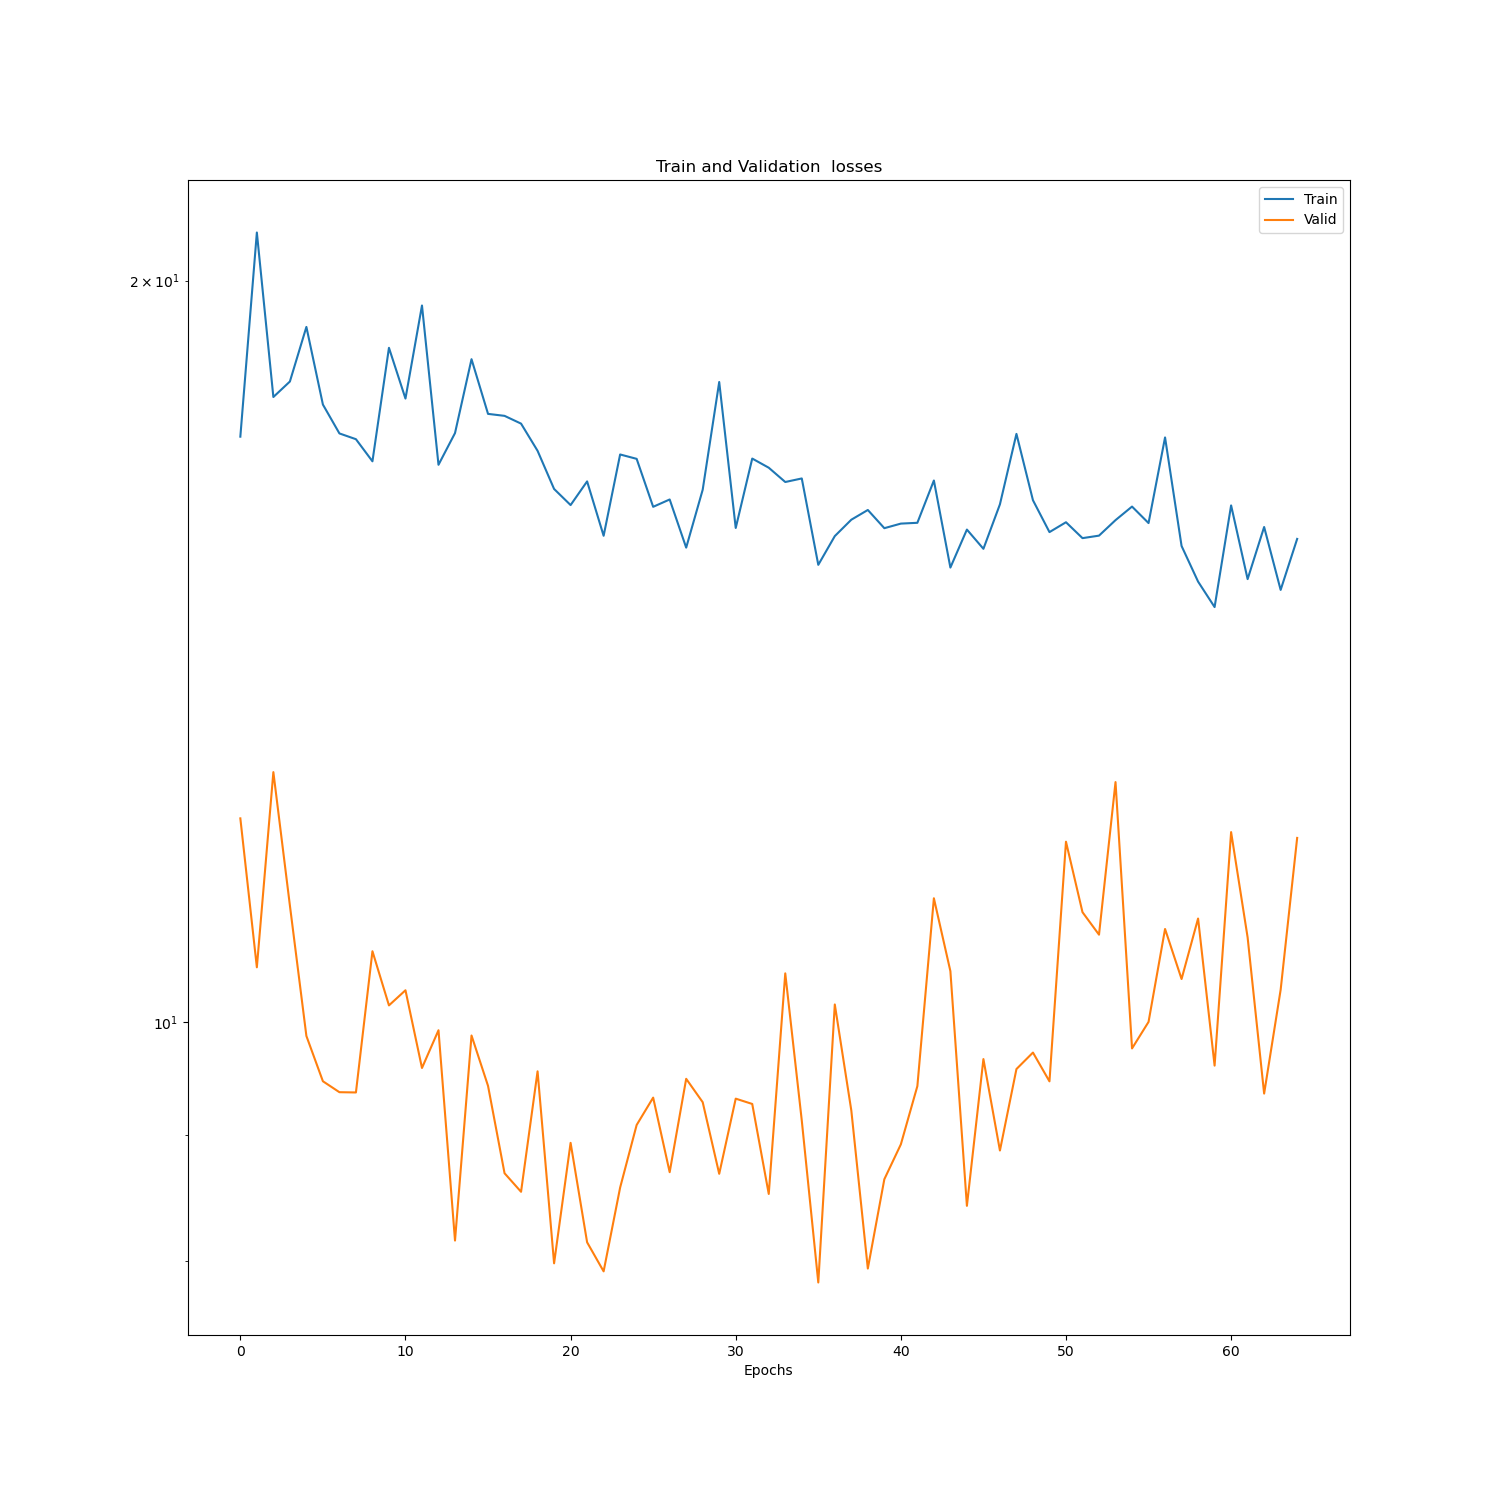 Train and Validation  losses
Train
Valid
2 × 10¹
10¹
0 10 20 30 40 50 60
Epochs